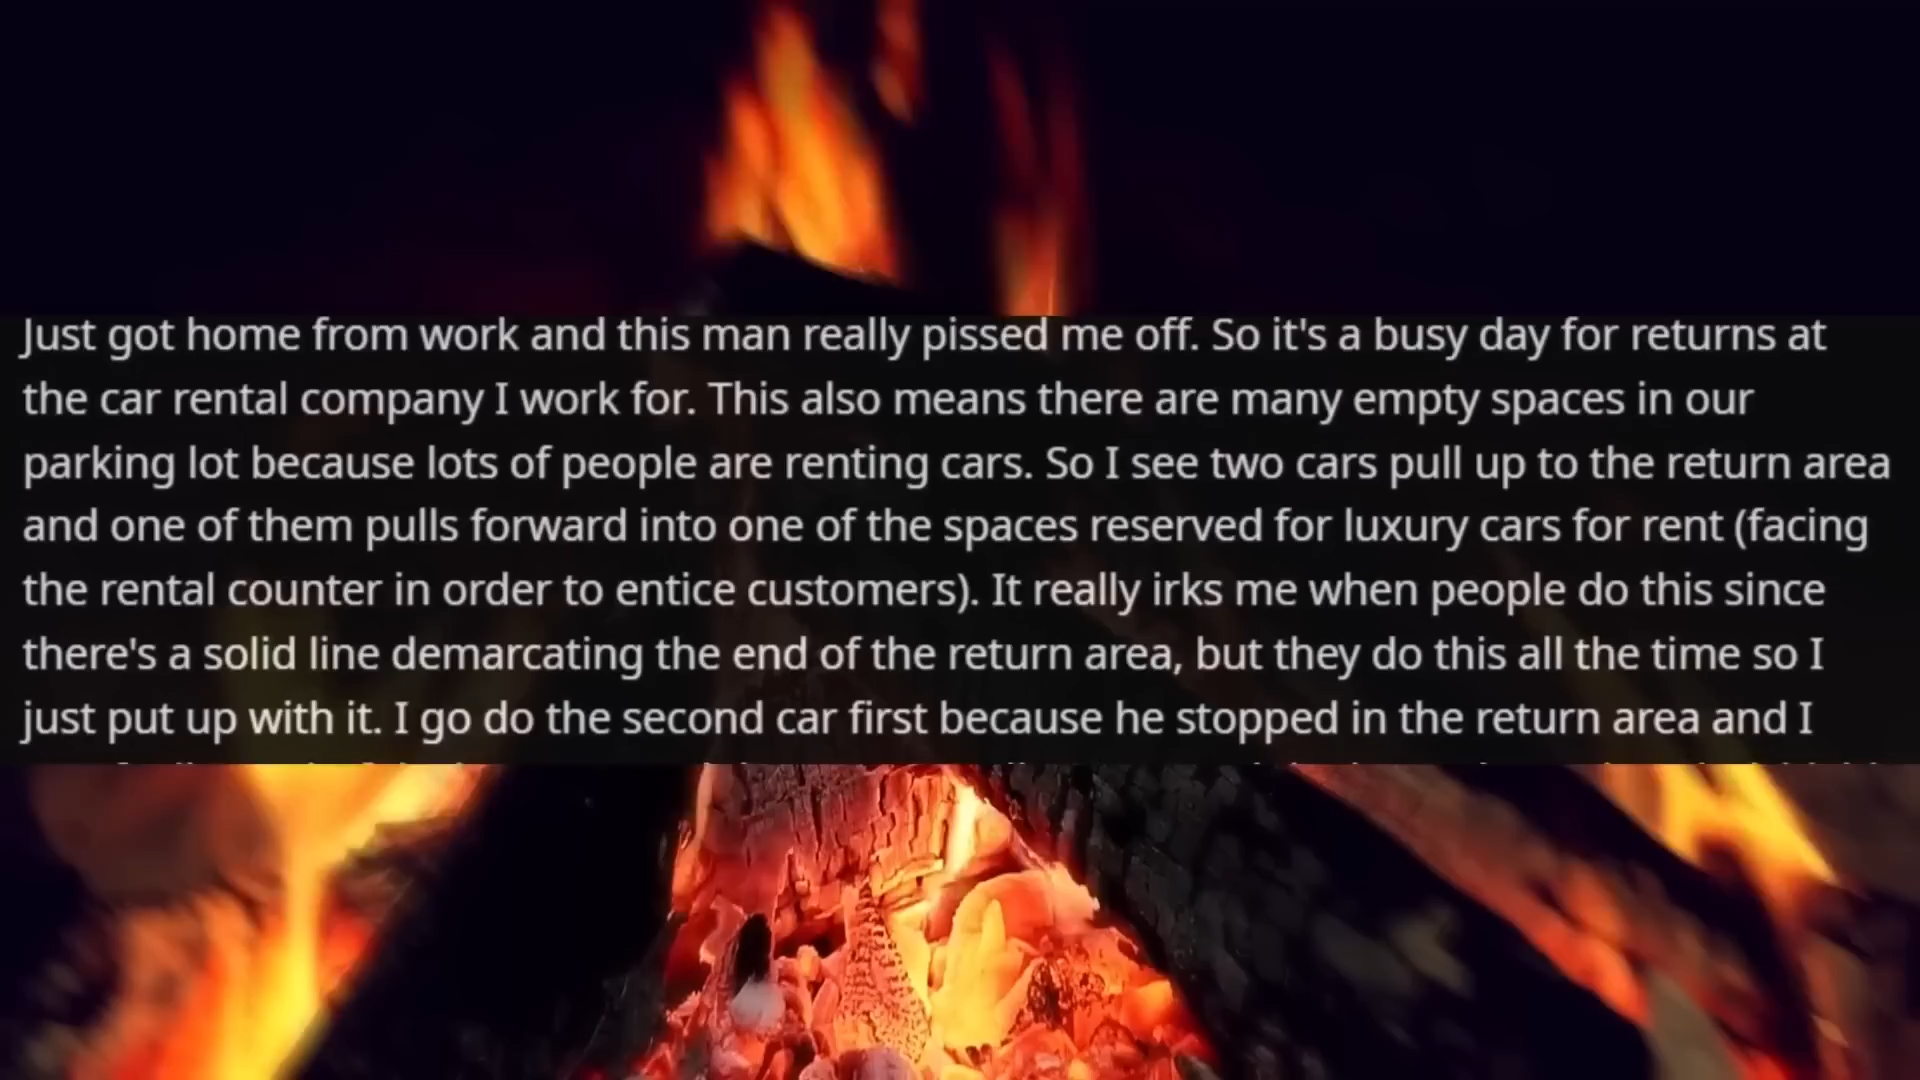 Just got home from work and this man really pissed me off. So it's a busy day for returns at
the car rental company I work for. This also means there are many empty spaces in our
parking lot because lots of people are renting cars. So I see two cars pull up to the return area
and one of them pulls forward into one of the spaces reserved for luxury cars for rent (facing
the rental counter in order to entice customers). It really irks me when people do this since
there's a solid line demarcating the end of the return area, but they do this all the time so I
just put up with it. I go do the second car first because he stopped in the return area and I